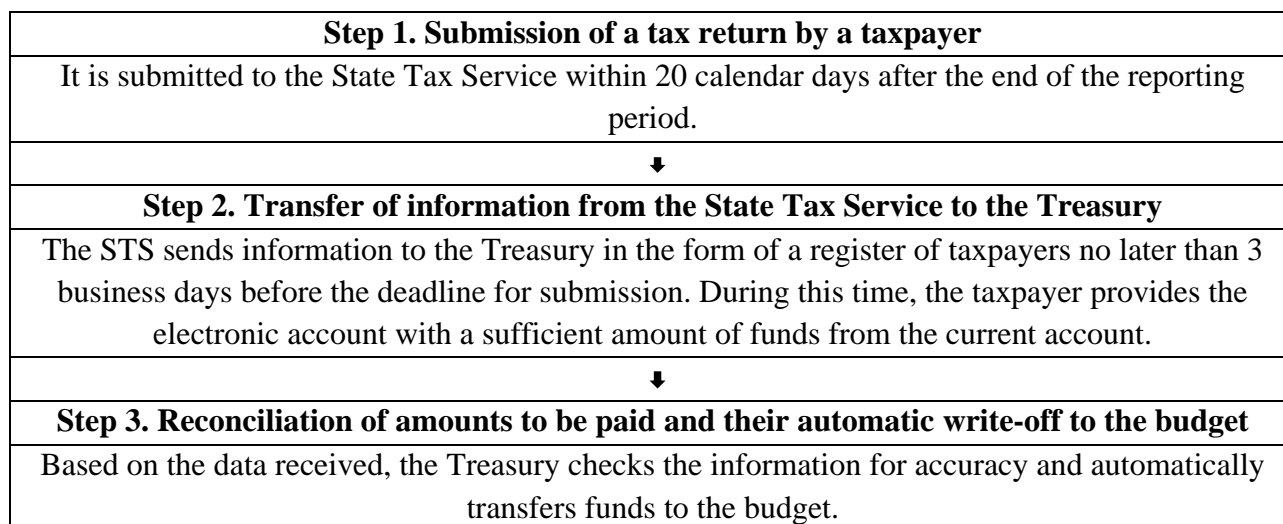 Step 1. Submission of a tax return by a taxpayer
It is submitted to the State Tax Service within 20 calendar days after the end of the reporting
period.
🠋
Step 2. Transfer of information from the State Tax Service to the Treasury
The STS sends information to the Treasury in the form of a register of taxpayers no later than 3
business days before the deadline for submission. During this time, the taxpayer provides the
electronic account with a sufficient amount of funds from the current account.
🠋
Step 3. Reconciliation of amounts to be paid and their automatic write-off to the budget
Based on the data received, the Treasury checks the information for accuracy and automatically
transfers funds to the budget.